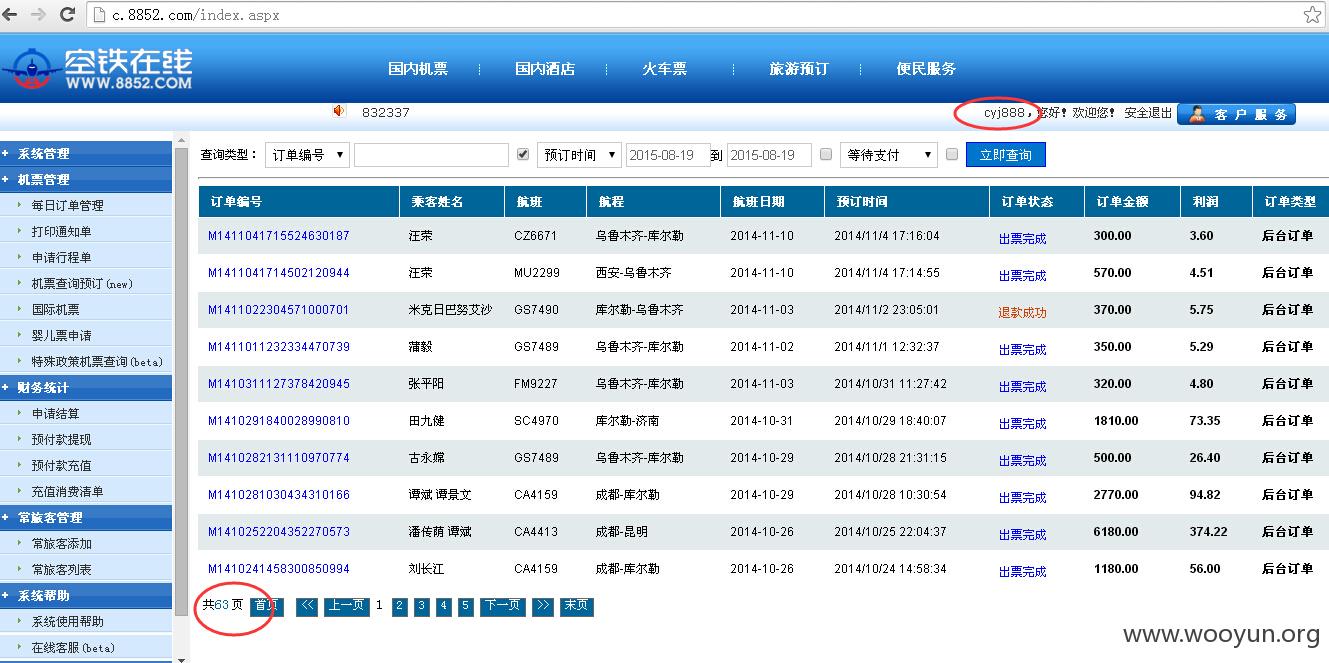 c.8852.com/index.aspx
空铁在线
WWW.8852.COM
国内机票 国内酒店 火车票 旅游预订 便民服务
832337
cyj888，您好! 欢迎您! 安全退出 客户服务
系统管理
机票管理
每日订单管理
打印通知单
申请行程单
机票查询预订(new)
国际机票
婴儿票申请
特殊政策机票查询(beta)
财务统计
申请结算
预付款提现
预付款充值
充值消费清单
常旅客管理
常旅客添加
常旅客列表
系统帮助
系统使用帮助
在线客服(beta)
查询类型： 订单编号 预订时间 2015-08-19 到 2015-08-19 等待支付 立即查询
订单编号 乘客姓名 航班 航程 航班日期 预订时间 订单状态 订单金额 利润 订单类型
M1411041715524630187 汪荣 CZ6671 乌鲁木齐-库尔勒 2014-11-10 2014/11/4 17:16:04 出票完成 300.00 3.60 后台订单
M1411041714502120944 汪荣 MU2299 西安-乌鲁木齐 2014-11-10 2014/11/4 17:14:55 出票完成 570.00 4.51 后台订单
M1411022304571000701 米克日巴努艾沙 GS7490 库尔勒-乌鲁木齐 2014-11-03 2014/11/2 23:05:01 退款成功 370.00 5.75 后台订单
M1411011232334470739 蒲毅 GS7489 乌鲁木齐-库尔勒 2014-11-02 2014/11/1 12:32:37 出票完成 350.00 5.29 后台订单
M1410311127378420945 张平阳 FM9227 乌鲁木齐-库尔勒 2014-11-03 2014/10/31 11:27:42 出票完成 320.00 4.80 后台订单
M1410291840028990810 田九健 SC4970 库尔勒-济南 2014-10-31 2014/10/29 18:40:07 出票完成 1810.00 73.35 后台订单
M1410282131110970774 古永嫦 GS7489 乌鲁木齐-库尔勒 2014-10-29 2014/10/28 21:31:15 出票完成 500.00 26.40 后台订单
M1410281030434310166 谭斌 谭景文 CA4159 成都-库尔勒 2014-10-29 2014/10/28 10:30:54 出票完成 2770.00 94.82 后台订单
M1410252204352270573 潘传荫 谭斌 CA4413 成都-昆明 2014-10-26 2014/10/25 22:04:37 出票完成 6180.00 374.22 后台订单
M1410241458300850994 刘长江 CA4159 成都-库尔勒 2014-10-26 2014/10/24 14:58:34 出票完成 1180.00 56.00 后台订单
共63页 首页 << 上一页 1 2 3 4 5 下一页 >> 末页
www.wooyun.org